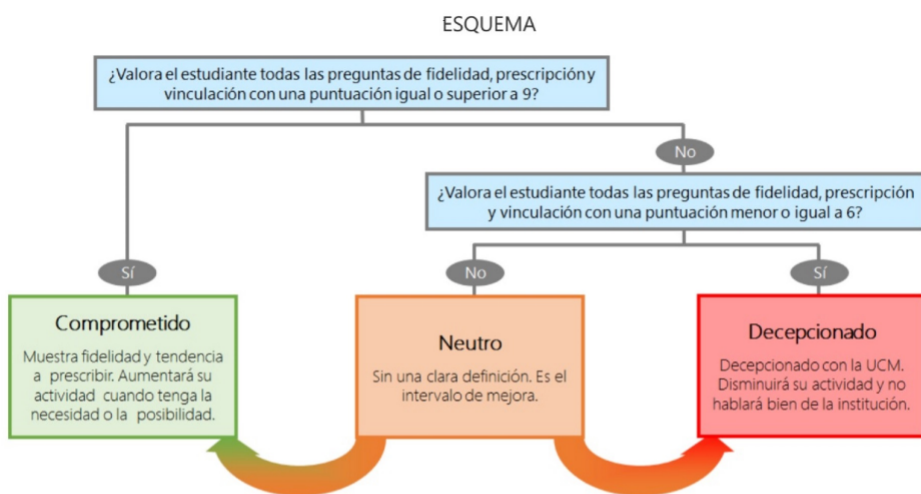 ESQUEMA
¿Valora el estudiante todas las preguntas de fidelidad, prescripción y
vinculación con una puntuación igual o superior a 9?
No
¿Valora el estudiante todas las preguntas de fidelidad, prescripción
y vinculación con una puntuación menor o igual a 6?
Sí
No
Sí
Comprometido
Muestra fidelidad y tendencia
a prescribir. Aumentará su
actividad cuando tenga la
necesidad o la posibilidad.
Neutro
Sin una clara definición. Es el
intervalo de mejora.
Decepcionado
Decepcionado con la UCM.
Disminuirá su actividad y no
hablará bien de la institución.